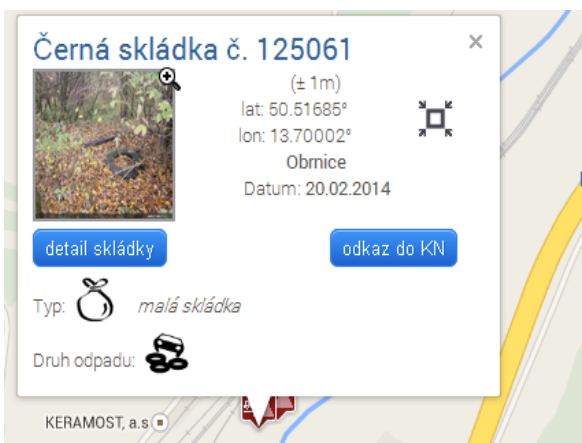 Černá skládka č. 125061
×
(± 1m)
lat: 50.51685°
lon: 13.70002°
Obrnice
Datum: 20.02.2014
detail skládky
odkaz do KN
Typ: malá skládka
Druh odpadu:
KERAMOST, a.s